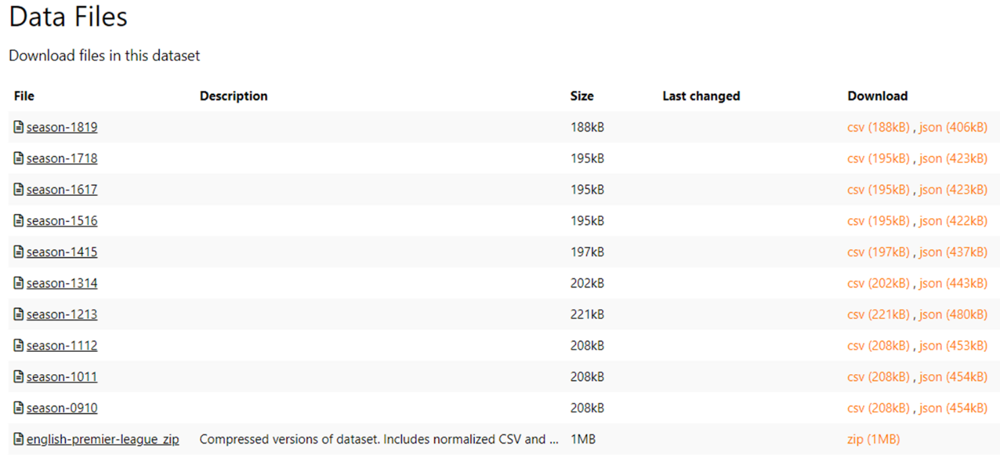 Data Files
Download files in this dataset
File Description Size Last changed Download
season-1819 188kB csv (188kB) , json (406kB)
season-1718 195kB csv (195kB) , json (423kB)
season-1617 195kB csv (195kB) , json (423kB)
season-1516 195kB csv (195kB) , json (422kB)
season-1415 197kB csv (197kB) , json (437kB)
season-1314 202kB csv (202kB) , json (443kB)
season-1213 221kB csv (221kB) , json (480kB)
season-1112 208kB csv (208kB) , json (453kB)
season-1011 208kB csv (208kB) , json (454kB)
season-0910 208kB csv (208kB) , json (454kB)
english-premier-league_zip Compressed versions of dataset. Includes normalized CSV and ... 1MB zip (1MB)